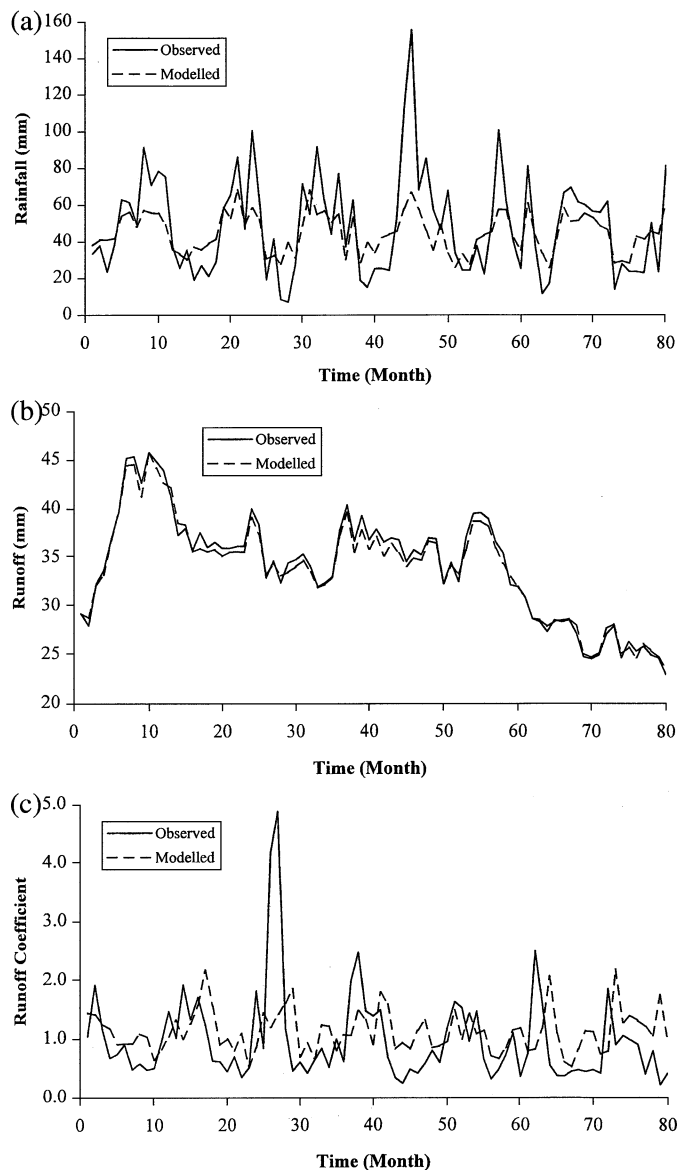 (a)
160
140
120
100
80
60
40
20
0
Rainfall (mm)
Observed
Modelled
0 10 20 30 40 50 60 70 80
Time (Month)
(b)
50
45
40
35
30
25
20
Runoff (mm)
Observed
Modelled
0 10 20 30 40 50 60 70 80
Time (Month)
(c)
5.0
4.0
3.0
2.0
1.0
0.0
Runoff Coefficient
Observed
Modelled
0 10 20 30 40 50 60 70 80
Time (Month)